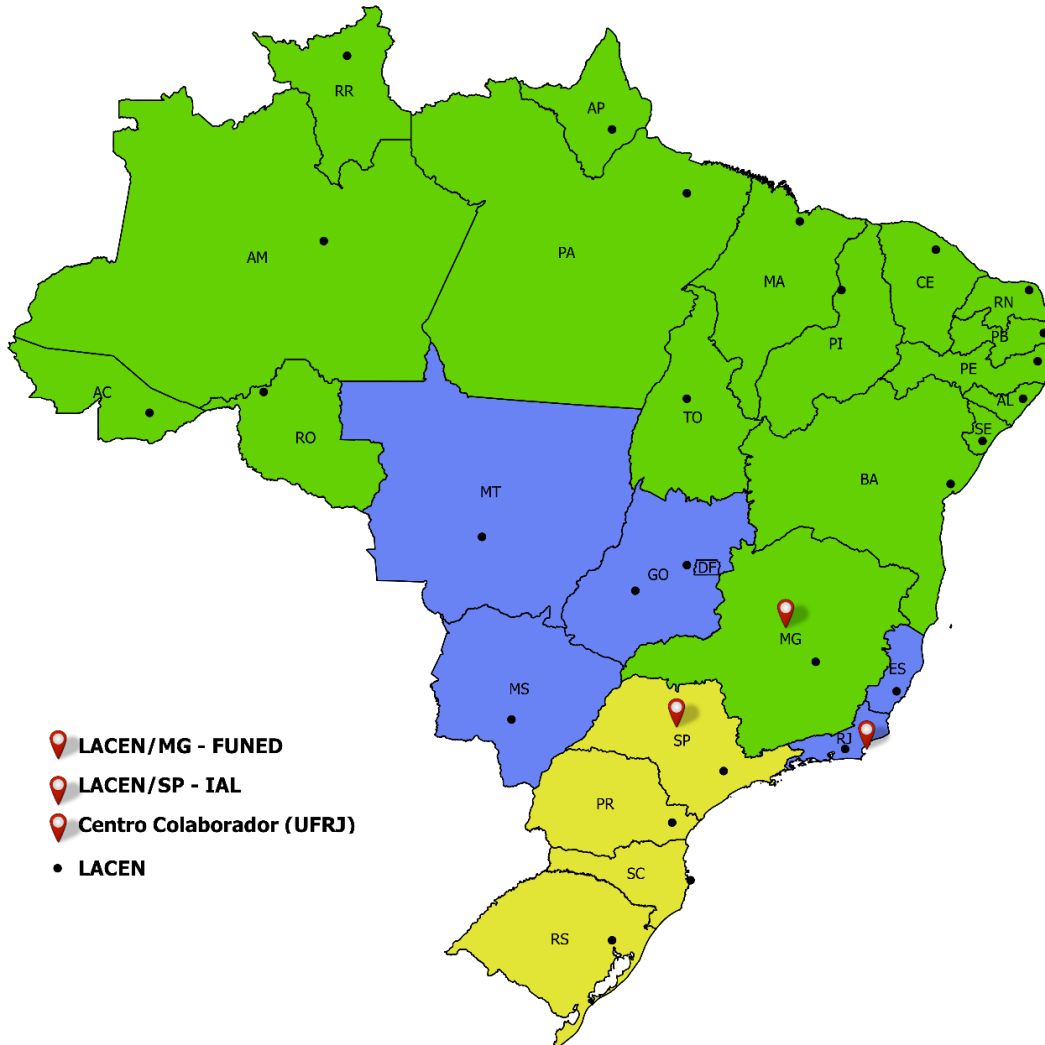 RR
AP
AM
PA
MA
CE
RN
PB
PI
PE
AL
AC
TO
SE
RO
BA
MT
GO
DF
MG
ES
MS
RJ
SP
PR
SC
RS
LACEN/MG - FUNED
LACEN/SP - IAL
Centro Colaborador (UFRJ)
LACEN